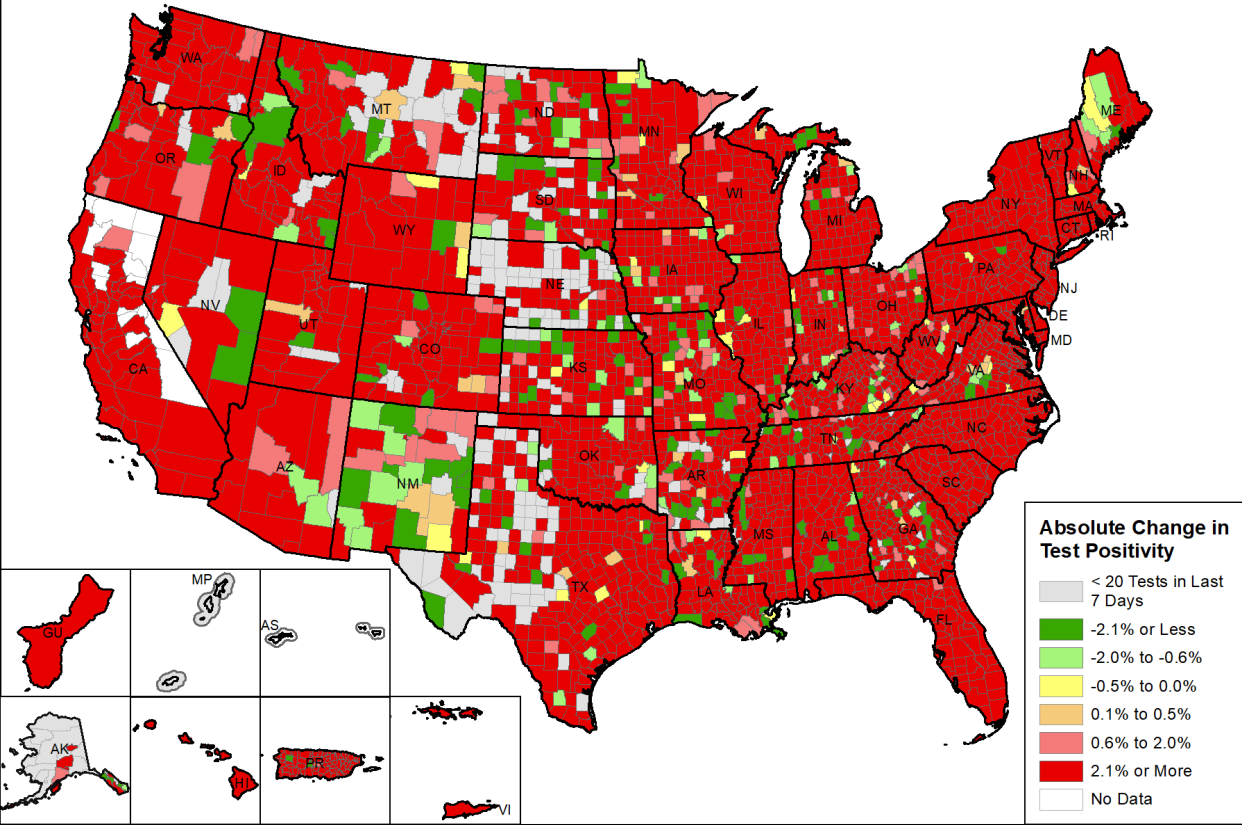 WA
MT
ND
MN
ME
OR
ID
SD
WI
VT
NH
MI
NY
MA
CT
RI
WY
NE
IA
PA
NJ
NV
UT
CO
IL
IN
OH
DE
MD
WV
CA
KS
MO
KY
VA
AZ
NM
OK
AR
TN
NC
SC
MS
AL
GA
TX
LA
FL
GU
MP
AS
AK
HI
PR
VI
Absolute Change in
Test Positivity
< 20 Tests in Last
7 Days
-2.1% or Less
-2.0% to -0.6%
-0.5% to 0.0%
0.1% to 0.5%
0.6% to 2.0%
2.1% or More
No Data